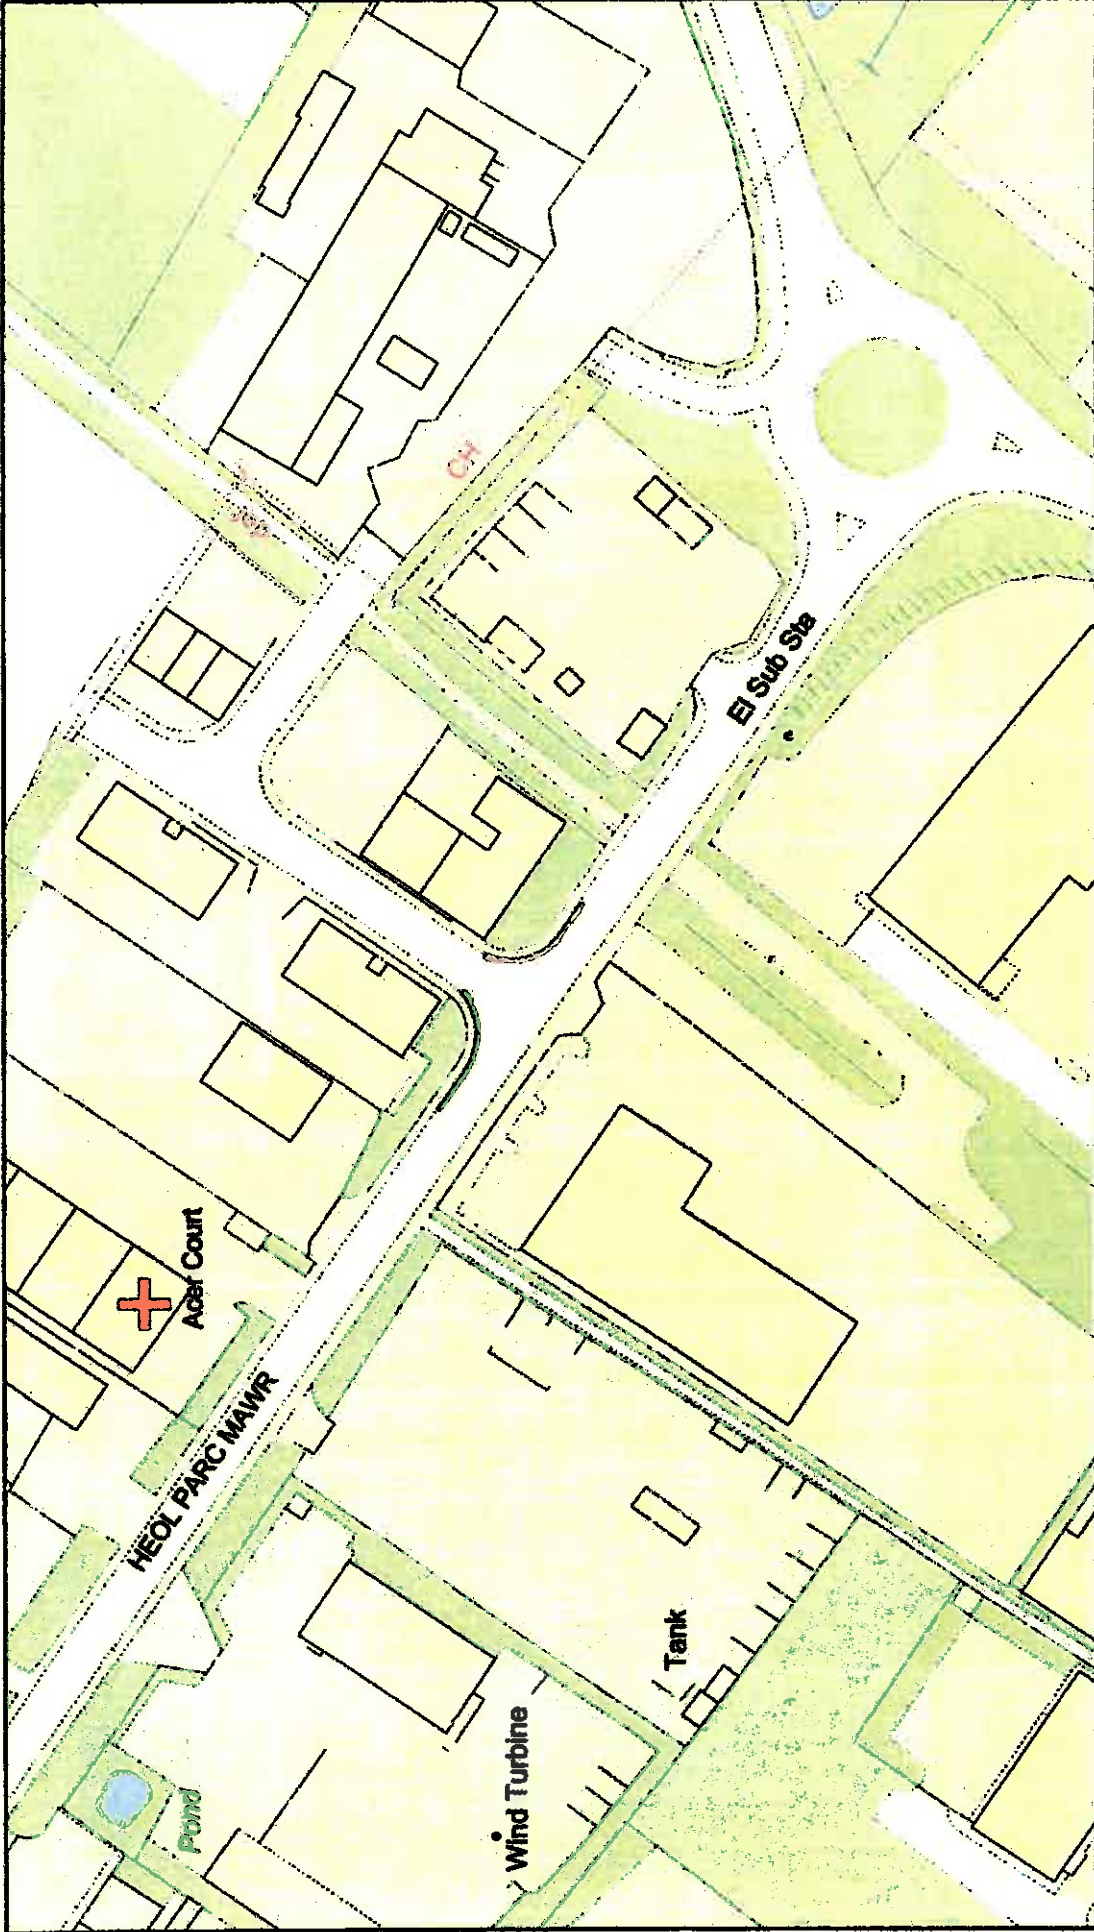 CH
El Sub Sta
Acer Court
HEOL PARC MAWR
Tank
Wind Turbine
Pond